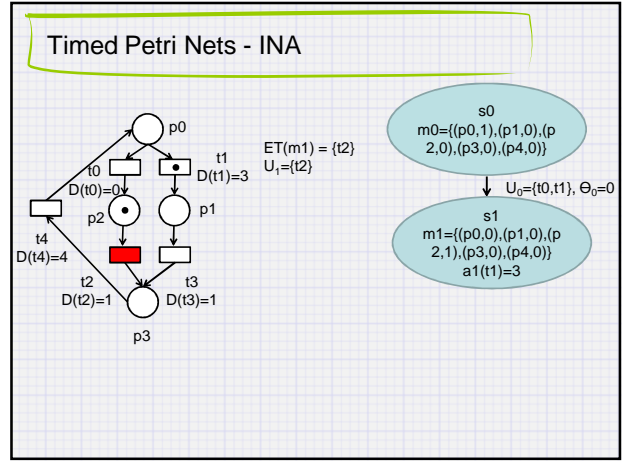 Timed Petri Nets - INA
p0
t0
D(t0)=0
t1
D(t1)=3
p2
p1
t4
D(t4)=4
t2
D(t2)=1
t3
D(t3)=1
p3
ET(m1) = {t2}
U₁={t2}
s0
m0={(p0,1),(p1,0),(p
2,0),(p3,0),(p4,0)}
U₀={t0,t1}, Θ₀=0
s1
m1={(p0,0),(p1,0),(p
2,1),(p3,0),(p4,0)}
a1(t1)=3